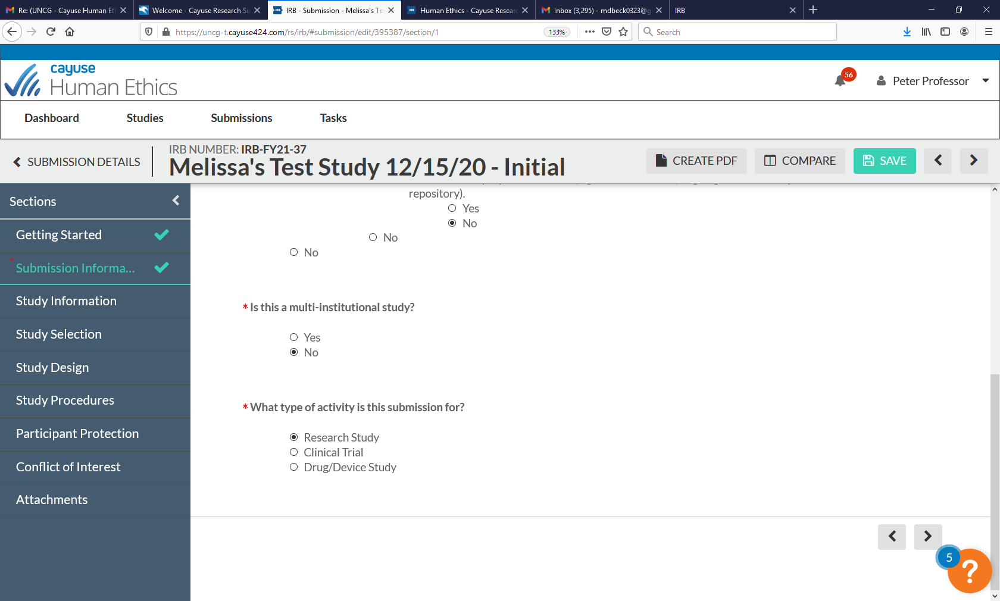 Re: (UNCG - Cayuse Human Et
Welcome - Cayuse Research Su
IRB - Submission - Melissa's Te
Human Ethics - Cayuse Resear
Inbox (3,295) - mdbeck0323@g
IRB
https://uncg-t.cayuse424.com/rs/irb/#submission/edit/395387/section/1
133%
Search
cayuse
Human Ethics
56
Peter Professor
Dashboard
Studies
Submissions
Tasks
SUBMISSION DETAILS
IRB NUMBER: IRB-FY21-37
Melissa's Test Study 12/15/20 - Initial
CREATE PDF
COMPARE
SAVE
Sections
Getting Started
Submission Informa...
Study Information
Study Selection
Study Design
Study Procedures
Participant Protection
Conflict of Interest
Attachments
repository).
Yes
No
No
No
* Is this a multi-institutional study?
Yes
No
* What type of activity is this submission for?
Research Study
Clinical Trial
Drug/Device Study
5
?